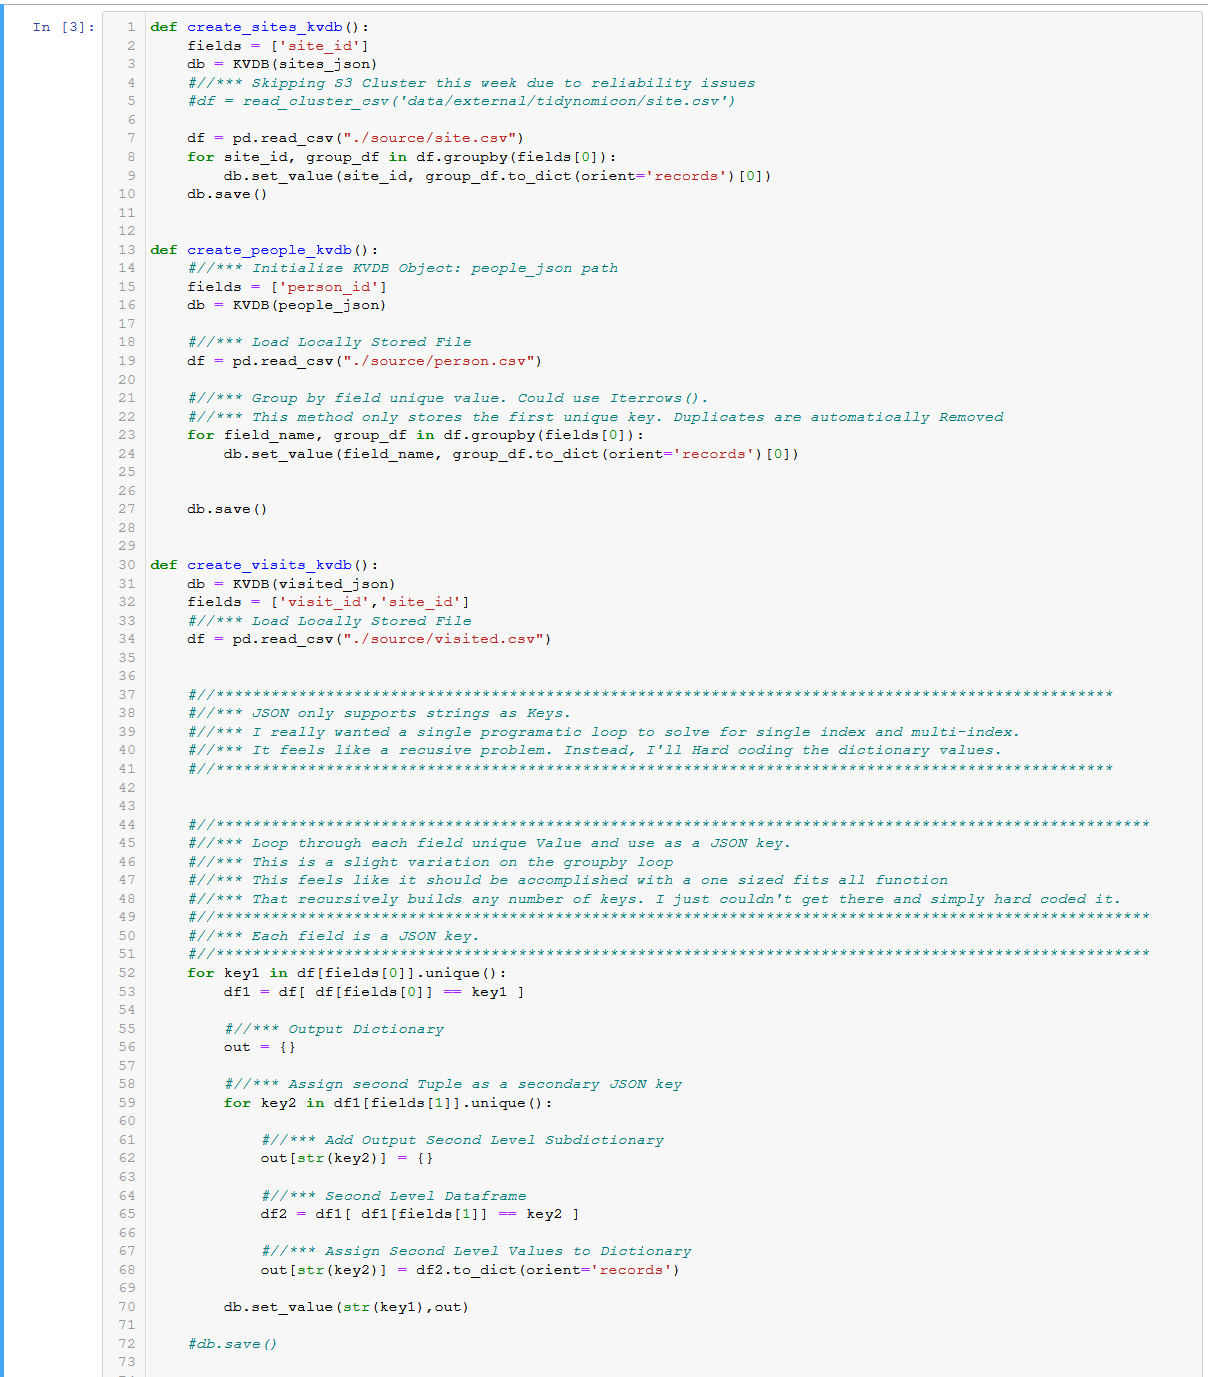 In [3]:
1 def create_sites_kvdb():
2     fields = ['site_id']
3     db = KVDB(sites_json)
4     #//*** Skipping S3 Cluster this week due to reliability issues
5     #df = read_cluster_csv('data/external/tidynomicon/site.csv')
6
7     df = pd.read_csv("./source/site.csv")
8     for site_id, group_df in df.groupby(fields[0]):
9         db.set_value(site_id, group_df.to_dict(orient='records')[0])
10     db.save()
11
12
13 def create_people_kvdb():
14     #//*** Initialize KVDB Object: people_json path
15     fields = ['person_id']
16     db = KVDB(people_json)
17
18     #//*** Load Locally Stored File
19     df = pd.read_csv("./source/person.csv")
20
21     #//*** Group by field unique value. Could use Iterrows().
22     #//*** This method only stores the first unique key. Duplicates are automatically Removed
23     for field_name, group_df in df.groupby(fields[0]):
24         db.set_value(field_name, group_df.to_dict(orient='records')[0])
25
26
27     db.save()
28
29
30 def create_visits_kvdb():
31     db = KVDB(visited_json)
32     fields = ['visit_id','site_id']
33     #//*** Load Locally Stored File
34     df = pd.read_csv("./source/visited.csv")
35
36
37     #//**************************************************************************************************
38     #//*** JSON only supports strings as Keys.
39     #//*** I really wanted a single programatic loop to solve for single index and multi-index.
40     #//*** It feels like a recusive problem. Instead, I'll Hard coding the dictionary values.
41     #//**************************************************************************************************
42
43
44     #//******************************************************************************************************
45     #//*** Loop through each field unique Value and use as a JSON key.
46     #//*** This is a slight variation on the groupby loop
47     #//*** This feels like it should be accomplished with a one sized fits all function
48     #//*** That recursively builds any number of keys. I just couldn't get there and simply hard coded it.
49     #//******************************************************************************************************
50     #//*** Each field is a JSON key.
51     #//******************************************************************************************************
52     for key1 in df[fields[0]].unique():
53         df1 = df[ df[fields[0]] == key1 ]
54
55         #//*** Output Dictionary
56         out = {}
57
58         #//*** Assign second Tuple as a secondary JSON key
59         for key2 in df1[fields[1]].unique():
60
61             #//*** Add Output Second Level Subdictionary
62             out[str(key2)] = {}
63
64             #//*** Second Level Dataframe
65             df2 = df1[ df1[fields[1]] == key2 ]
66
67             #//*** Assign Second Level Values to Dictionary
68             out[str(key2)] = df2.to_dict(orient='records')
69
70         db.set_value(str(key1),out)
71
72     #db.save()
73